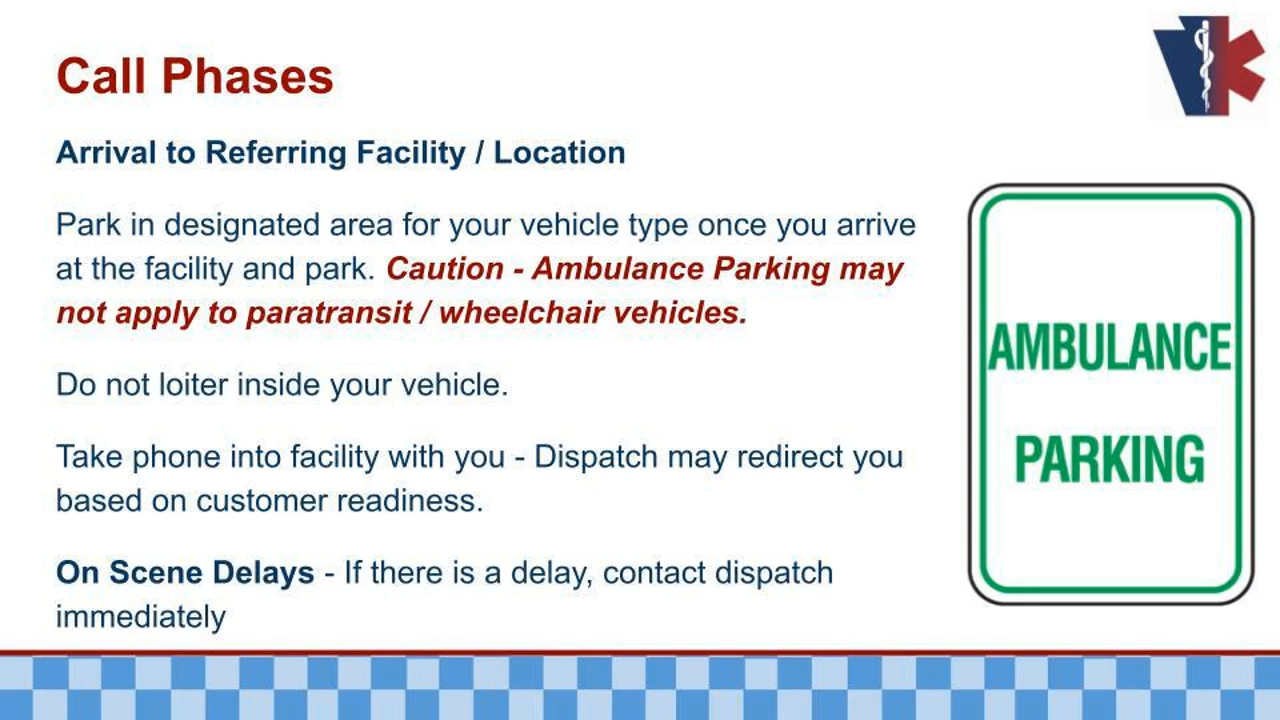 Call Phases
Arrival to Referring Facility / Location
Park in designated area for your vehicle type once you arrive
at the facility and park. Caution - Ambulance Parking may
not apply to paratransit / wheelchair vehicles.
Do not loiter inside your vehicle.
Take phone into facility with you - Dispatch may redirect you
based on customer readiness.
On Scene Delays - If there is a delay, contact dispatch
immediately
AMBULANCE
PARKING